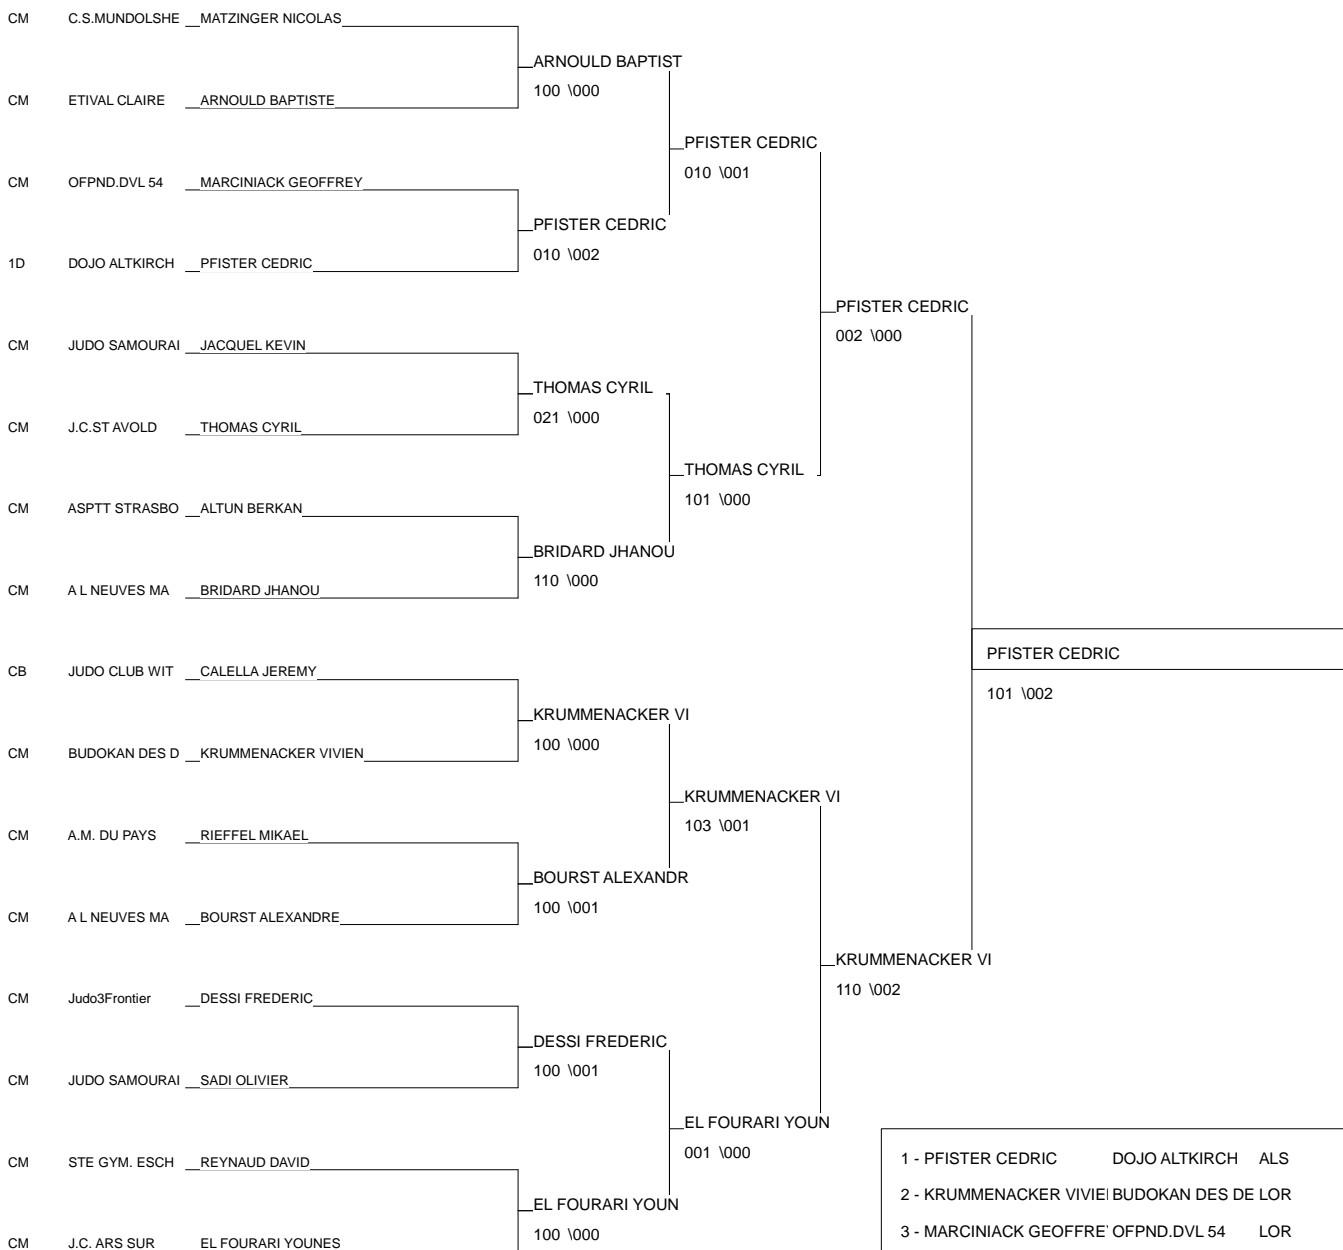 CM C.S.MUNDOLSHE MATZINGER NICOLAS
ARNOULD BAPTIST
100 \000
CM ETIVAL CLAIRE ARNOULD BAPTISTE
PFISTER CEDRIC
010 \001
CM OFPND.DVL 54 MARCINIACK GEOFFREY
PFISTER CEDRIC
010 \002
1D DOJO ALTKIRCH PFISTER CEDRIC
PFISTER CEDRIC
002 \000
CM JUDO SAMOURAI JACQUEL KEVIN
THOMAS CYRIL
021 \000
CM J.C.ST AVOLD THOMAS CYRIL
THOMAS CYRIL
101 \000
CM ASPTT STRASBO ALTUN BERKAN
BRIDARD JHANOU
110 \000
CM A L NEUVES MA BRIDARD JHANOU
PFISTER CEDRIC
101 \002
CB JUDO CLUB WIT CALELLA JEREMY
KRUMMENACKER VI
100 \000
CM BUDOKAN DES D KRUMMENACKER VIVIEN
KRUMMENACKER VI
103 \001
CM A.M. DU PAYS RIEFFEL MIKAEL
BOURST ALEXANDR
100 \001
CM A L NEUVES MA BOURST ALEXANDRE
KRUMMENACKER VI
110 \002
CM Judo3Frontier DESSI FREDERIC
DESSI FREDERIC
100 \001
CM JUDO SAMOURAI SADI OLIVIER
EL FOURARI YOUN
001 \000
CM STE GYM. ESCH REYNAUD DAVID
EL FOURARI YOUN
100 \000
CM J.C. ARS SUR EL FOURARI YOUNES
1 - PFISTER CEDRIC DOJO ALTKIRCH ALS
2 - KRUMMENACKER VIVIE BUDOKAN DES DE LOR
3 - MARCINIACK GEOFFRE OFPND.DVL 54 LOR